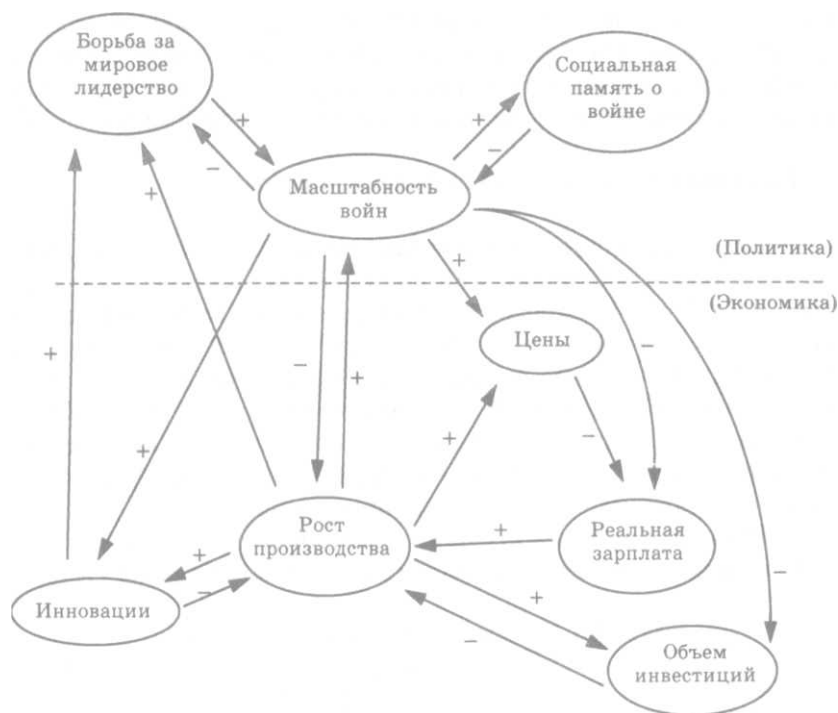 Борьба за
мировое
лидерство
Социальная
память о
войне
+
+
−
−
Масштабность
войн
+
+
(Политика)
(Экономика)
Цены
+
−
−
+
+
+
−
Рост
производства
+
Реальная
зарплата
+
−
Инновации
+
−
−
Объем
инвестиций